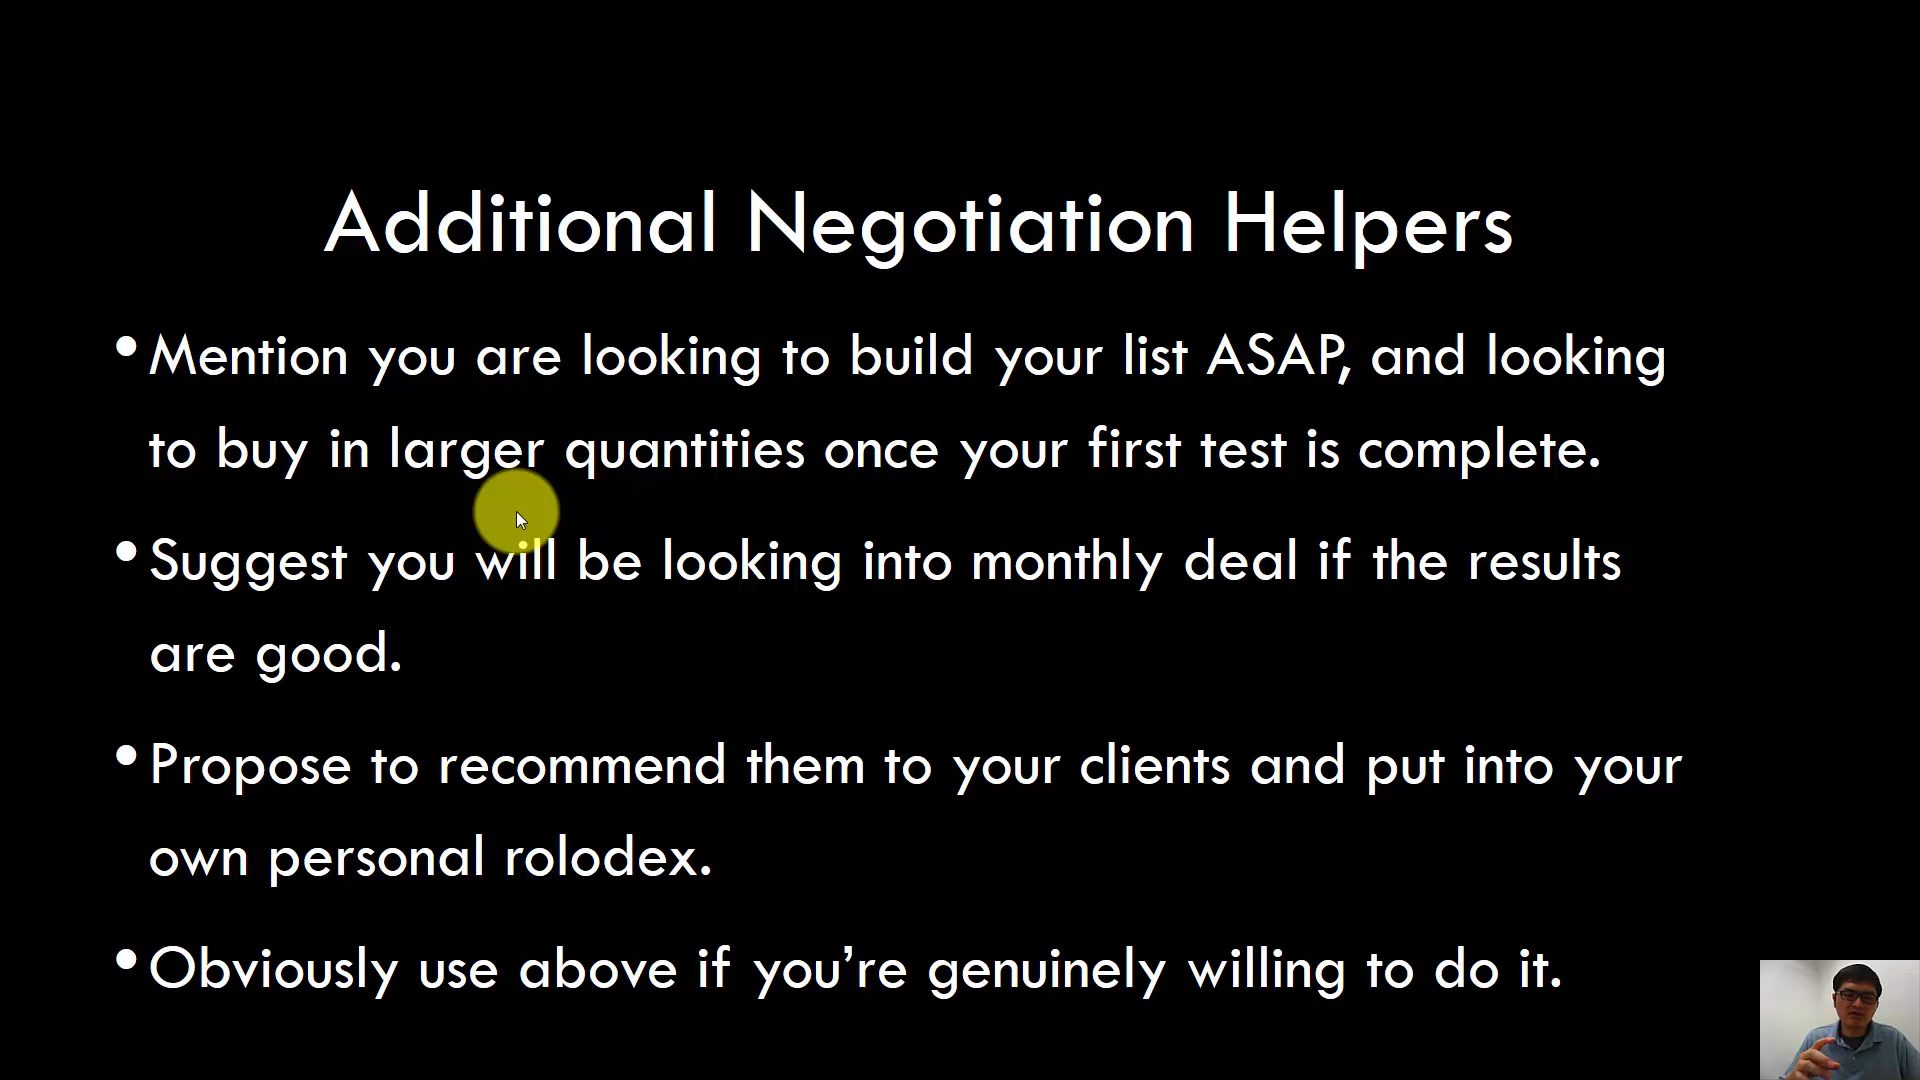 Additional Negotiation Helpers
• Mention you are looking to build your list ASAP, and looking
to buy in larger quantities once your first test is complete.
• Suggest you will be looking into monthly deal if the results
are good.
• Propose to recommend them to your clients and put into your
own personal rolodex.
• Obviously use above if you’re genuinely willing to do it.